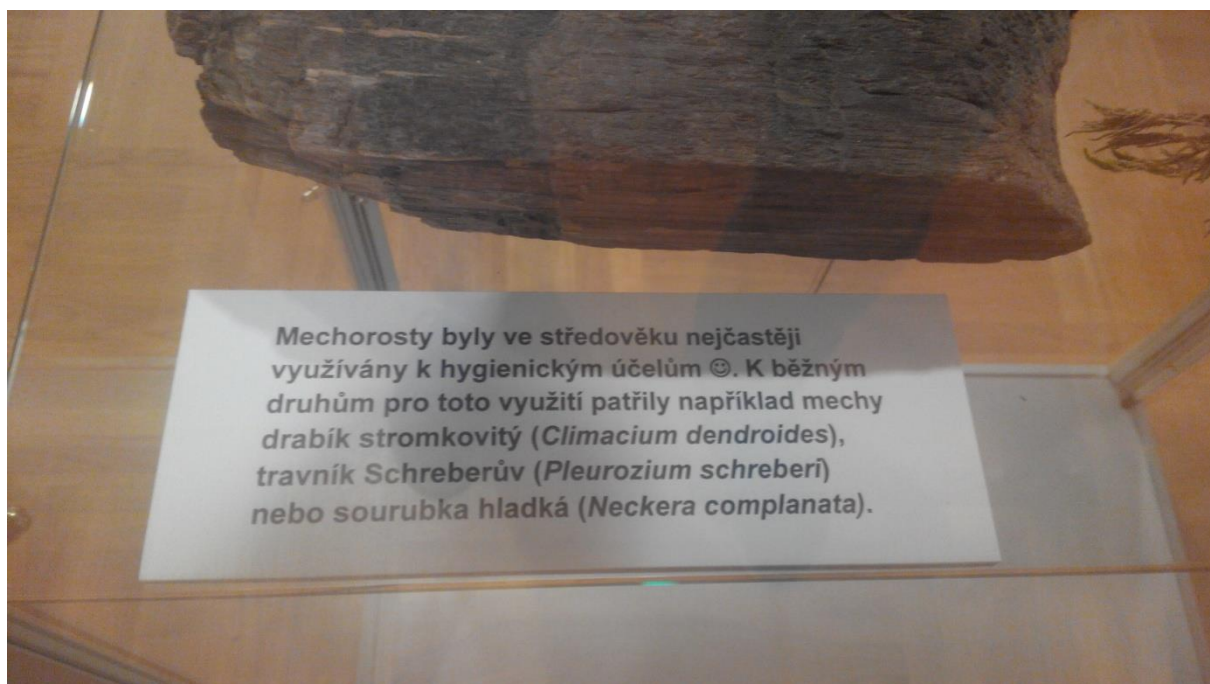 Mechorosty byly ve středověku nejčastěji
využívány k hygienickým účelům ☺. K běžným
druhům pro toto využití patřily například mechy
drabík stromkovitý (Climacium dendroides),
travník Schreberův (Pleurozium schreberi)
nebo sourubka hladká (Neckera complanata).